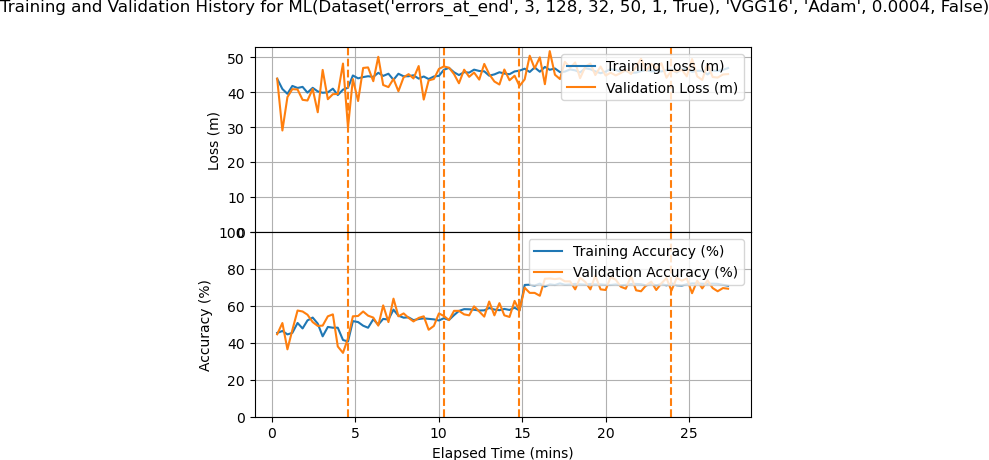 Training and Validation History for ML(Dataset('errors_at_end', 3, 128, 32, 50, 1, True), 'VGG16', 'Adam', 0.0004, False)
50
40
30
20
10
0
Loss (m)
Training Loss (m)
Validation Loss (m)
100
80
60
40
20
0
Accuracy (%)
Training Accuracy (%)
Validation Accuracy (%)
0 5 10 15 20 25
Elapsed Time (mins)